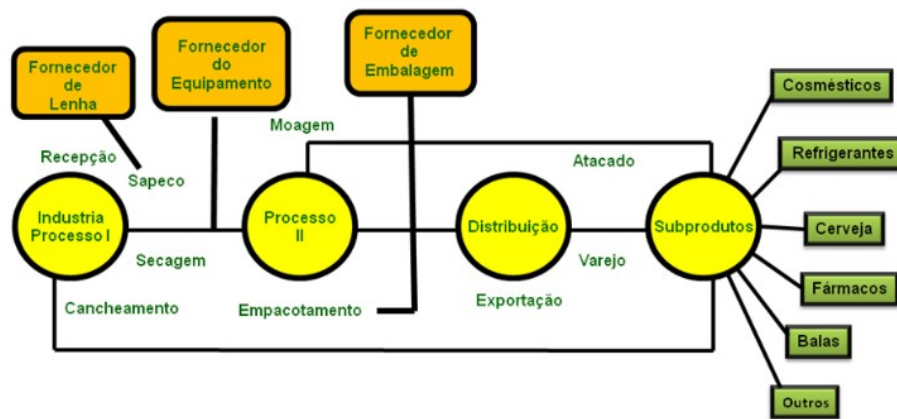 Fornecedor
de
Lenha
Fornecedor
do
Equipamento
Fornecedor
de
Embalagem
Cosmésticos
Refrigerantes
Cerveja
Fármacos
Balas
Outros
Moagem
Atacado
Recepção
Sapeco
Industria
Processo I
Processo
II
Distribuição
Subprodutos
Secagem
Varejo
Cancheamento
Empacotamento
Exportação